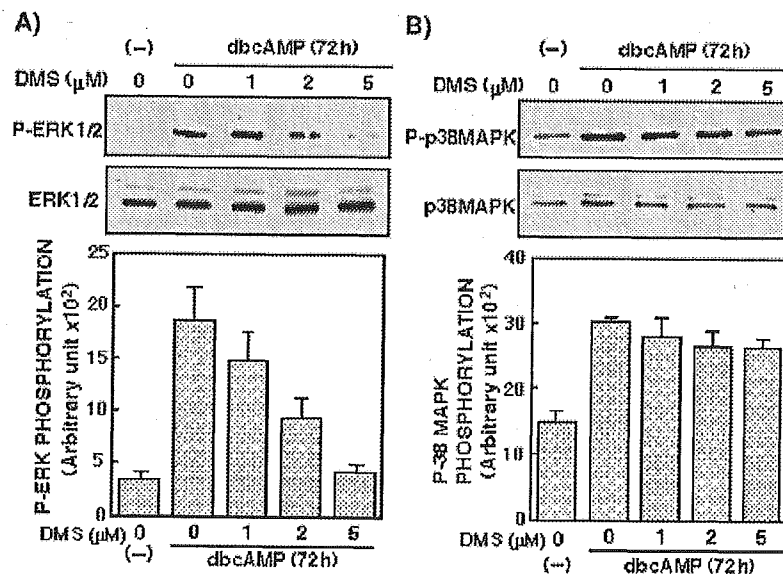 A)
(−) dbcAMP (72h)
DMS (μM) 0 0 1 2 5
P-ERK1/2
ERK1/2
25
20
15
10
5
0
P-ERK PHOSPHORYLATION
(Arbitrary unit x10²)
DMS (μM) 0 0 1 2 5
(−) dbcAMP (72h)
B)
(−) dbcAMP (72h)
DMS (μM) 0 0 1 2 5
P-p38MAPK
p38MAPK
40
30
20
10
0
P-38 MAPK
PHOSPHORYLATION
(Arbitrary unit x10²)
DMS (μM) 0 0 1 2 5
(−) dbcAMP (72h)